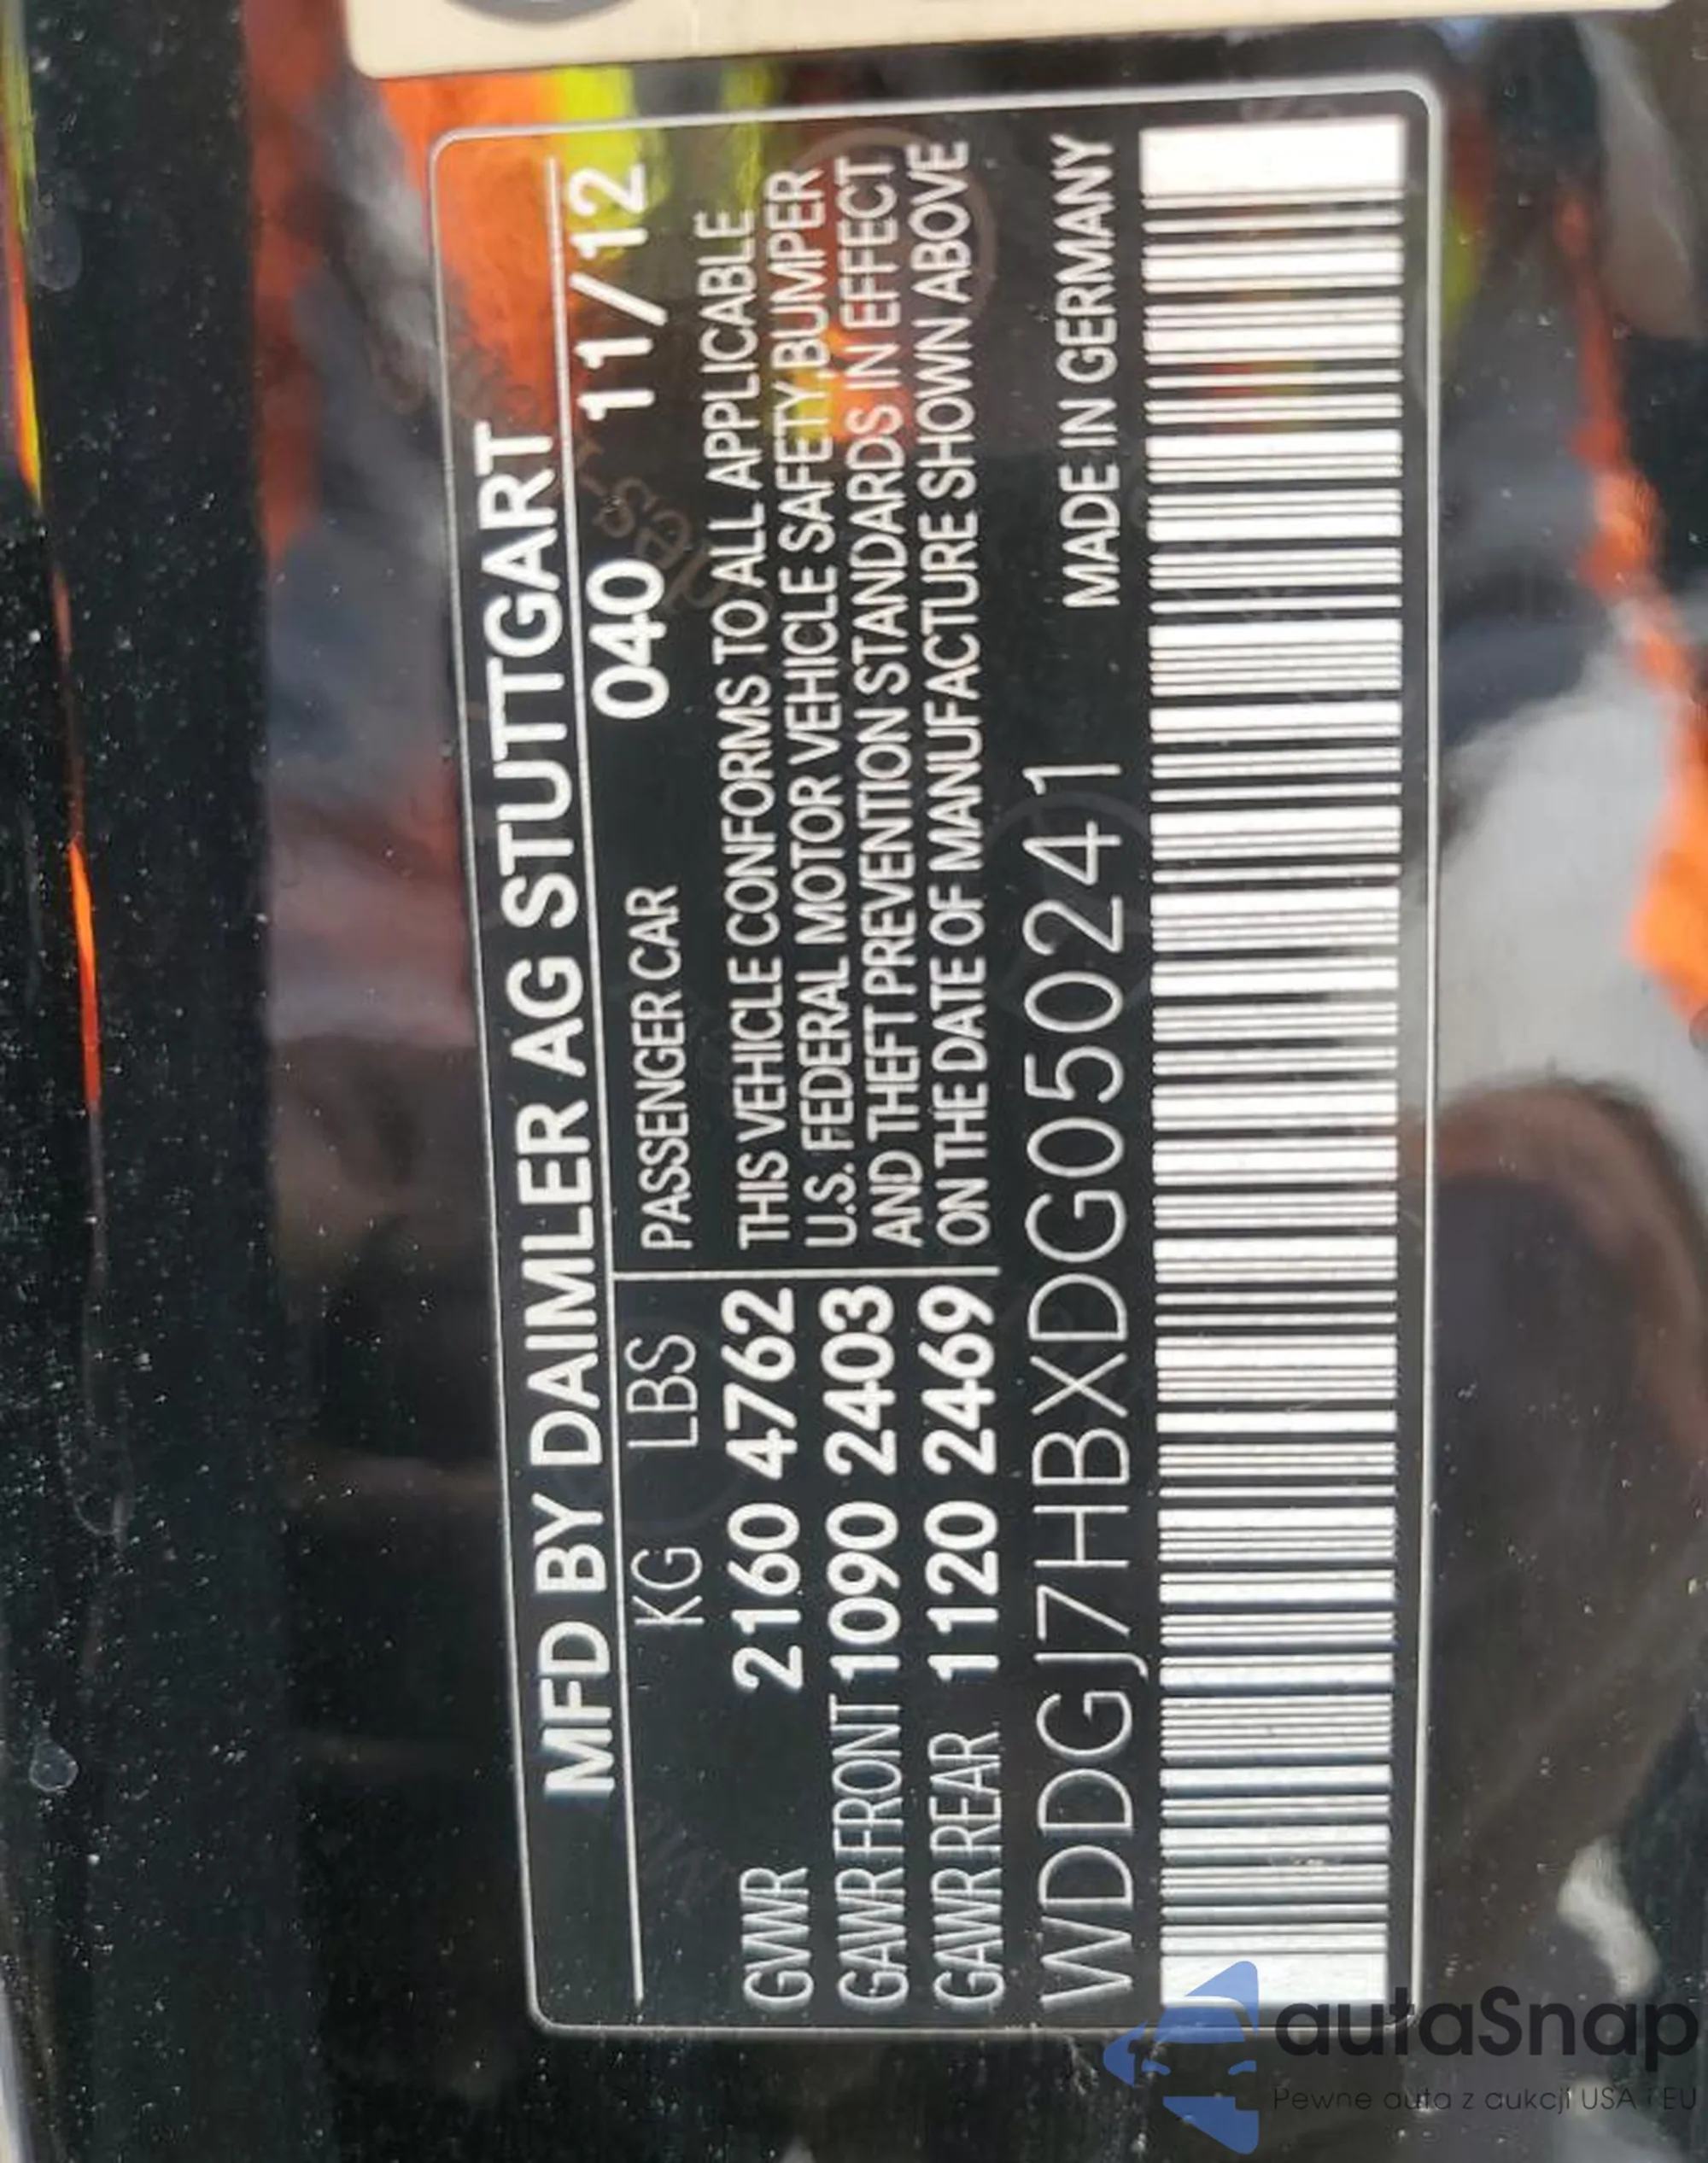 MFD BY DAIMLER AG STUTTGART
KG LBS PASSENGER CAR 040 11/12
GVWR 2160 4762 THIS VEHICLE CONFORMS TO ALL APPLICABLE
U.S. FEDERAL MOTOR VEHICLE SAFETY, BUMPER
GAWR FRONT 1090 2403 AND THEFT PREVENTION STANDARDS IN EFFECT
GAWR REAR 1120 2469 ON THE DATE OF MANUFACTURE SHOWN ABOVE
WDDGJ7HBXDG050241 MADE IN GERMANY
autaSnap
Pewne auta z aukcji USA i EU